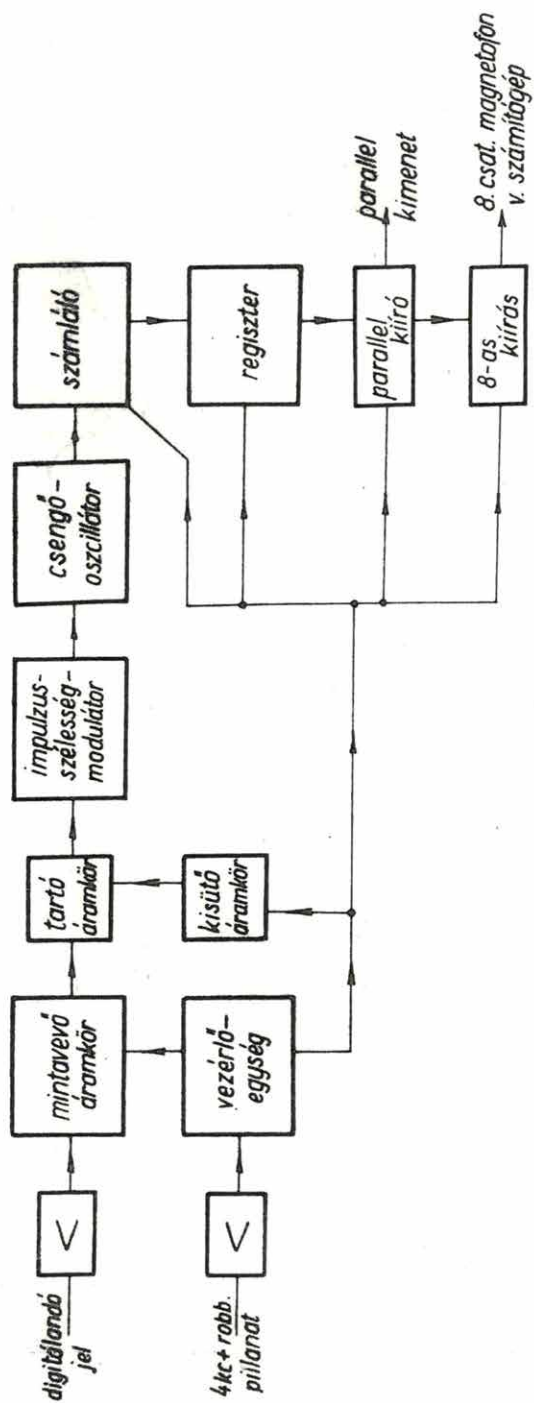 digitálandó
jel
<
mintavevő
áramkör
tartó
áramkör
impulzus-
szélesség-
modulátor
csengő-
oszcillátor
számláló
4kc+robb.
pillanat
<
vezérlő-
egység
kisütő
áramkör
regiszter
parallel
kiíró
parallel
kimenet
8-as
kiírás
8. csat. magnetofon
v. számítógép